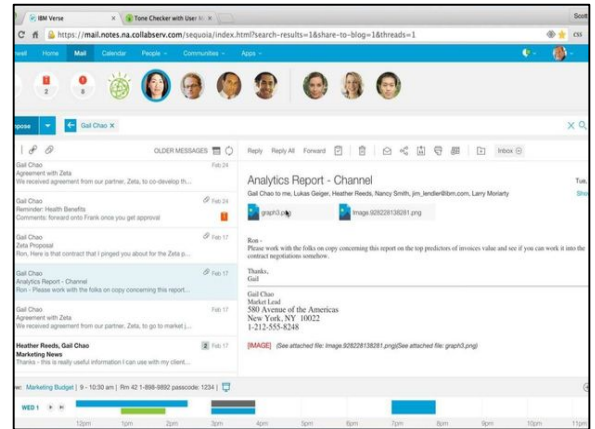 IBM Verse
Tone Checker with User
Scott
https://mail.notes.na.collabserv.com/sequoia/index.html?search-results=1&share-to-blog=1&threads=1
css
Home Mail Calendar People Communities Apps
2
8
Gail Chao ×
OLDER MESSAGES
Gail Chao Feb 24
Agreement with Zeta
We received agreement from our partner, Zeta, to co-develop th...
Gail Chao Feb 24
Reminder: Health Benefits
Comments: forward onto Frank once you get approval
Gail Chao Feb 17
Zeta Proposal
Ron, Here is that contract that I pinged you about for the Zeta p...
Gail Chao Feb 17
Analytics Report - Channel
Ron - Please work with the folks on copy concerning this report...
Gail Chao Feb 17
Agreement with Zeta
We received agreement from our partner, Zeta, to go to market j...
Heather Reeds, Gail Chao 2 Feb 17
Marketing News
Thanks - this is really useful information I can use with my client...
Reply Reply All Forward Inbox
Analytics Report - Channel
Tue,
Gail Chao to me, Lukas Geiger, Heather Reeds, Nancy Smith, jim_lendler@ibm.com, Larry Moriarty
Sho
graph3.png
Image.928228138281.png
Ron -
Please work with the folks on copy concerning this report on the top predictors of invoices value and see if you can work it into the
contract negotiations somehow.
Thanks,
Gail
Gail Chao
Market Lead
580 Avenue of the Americas
New York, NY 10022
1-212-555-8248
[IMAGE] (See attached file: Image.928228138281.png)(See attached file: graph3.png)
Marketing Budget | 9 - 10:30 am | Rm 42 1-898-9892 passcode: 1234 |
WED 1
12pm 1pm 2pm 3pm 4pm 5pm 6pm 7pm 8pm 9pm 10pm 11pm